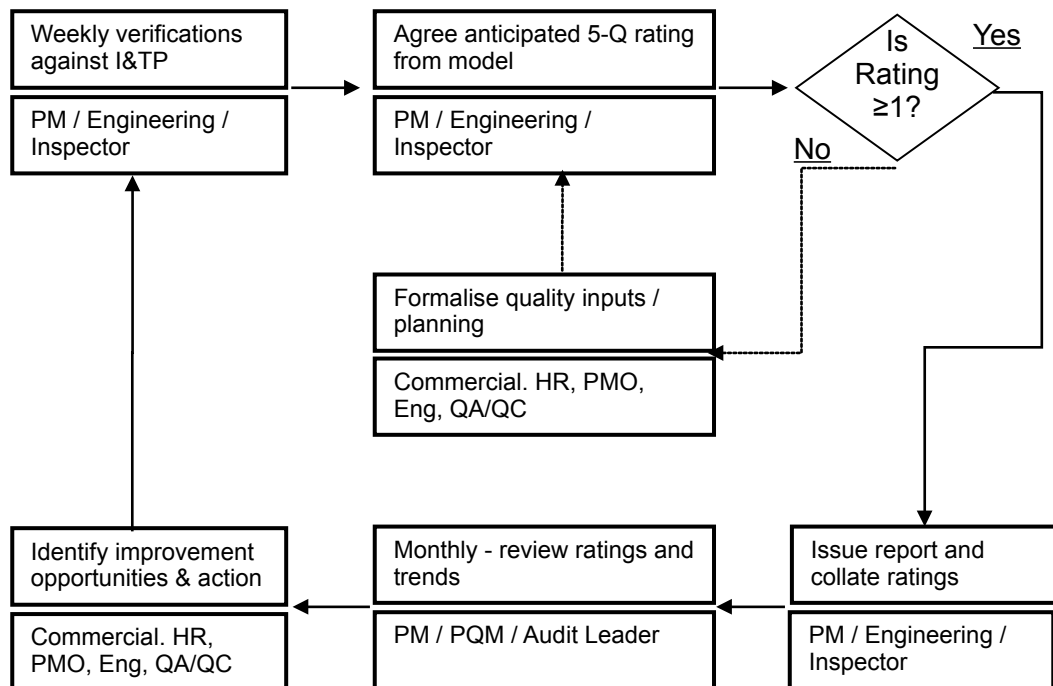 Weekly verifications
against I&TP
PM / Engineering /
Inspector
Agree anticipated 5-Q rating
from model
PM / Engineering /
Inspector
Is
Rating
≥1?
Yes
No
Formalise quality inputs /
planning
Commercial. HR, PMO,
Eng, QA/QC
Identify improvement
opportunities & action
Commercial. HR,
PMO, Eng, QA/QC
Monthly - review ratings and
trends
PM / PQM / Audit Leader
Issue report and
collate ratings
PM / Engineering /
Inspector